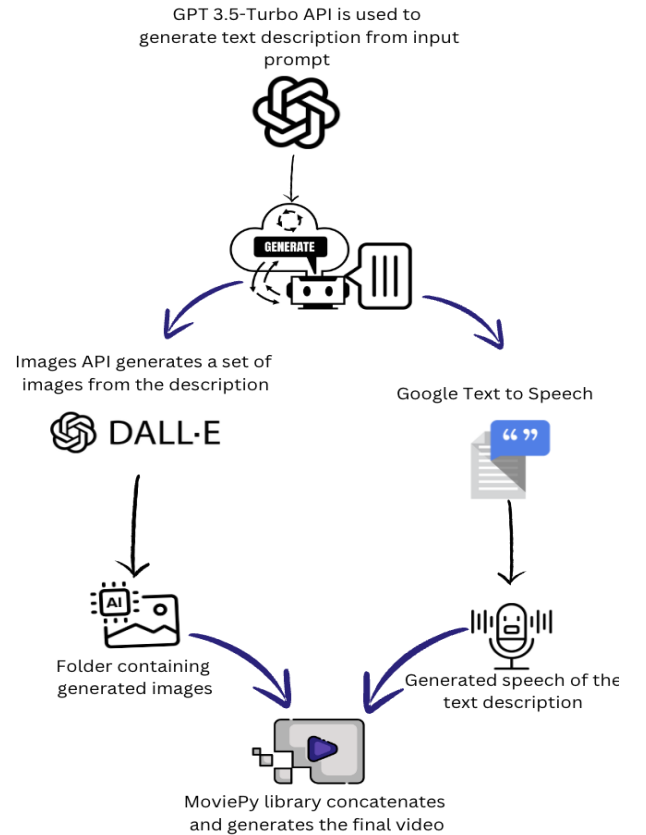 GPT 3.5-Turbo API is used to
generate text description from input
prompt
GENERATE
Images API generates a set of
images from the description
DALL·E
Google Text to Speech
“ ”
AI
Folder containing
generated images
Generated speech of the
text description
MoviePy library concatenates
and generates the final video